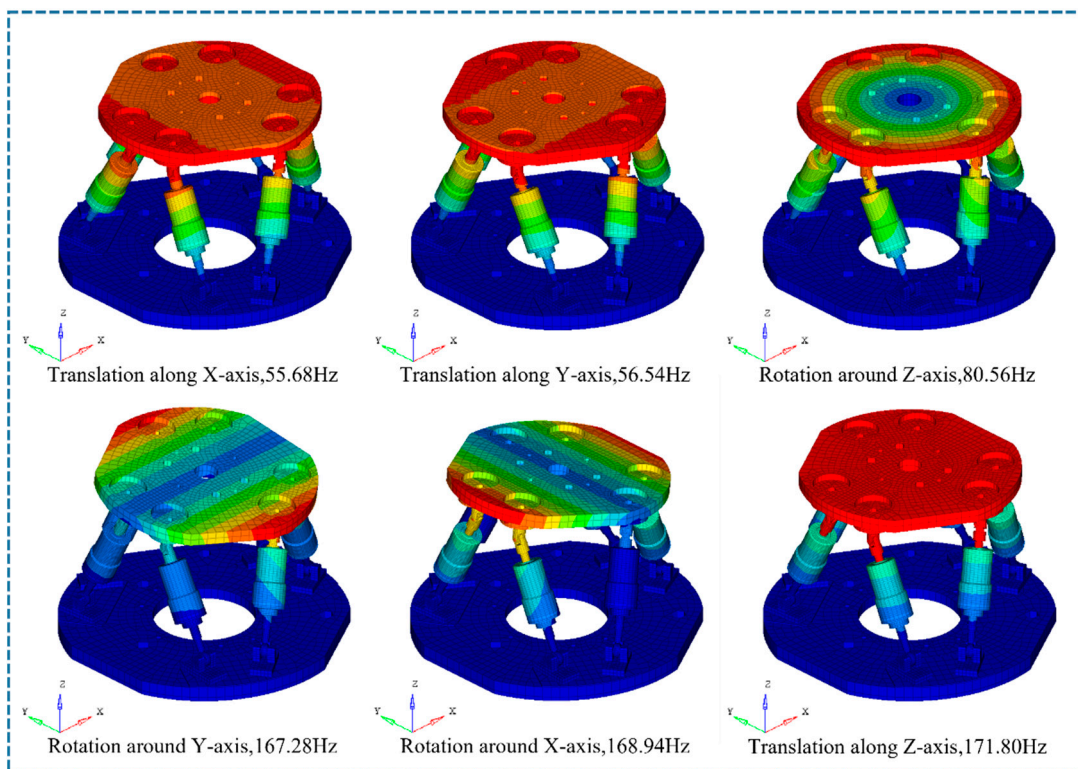 Z
Y
X
Translation along X-axis,55.68Hz
Z
Y
X
Translation along Y-axis,56.54Hz
Z
Y
X
Rotation around Z-axis,80.56Hz
Z
Y
X
Rotation around Y-axis,167.28Hz
Z
Y
X
Rotation around X-axis,168.94Hz
Z
Y
X
Translation along Z-axis,171.80Hz